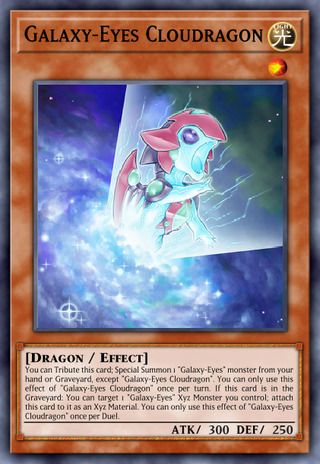 Galaxy-Eyes Cloudragon
LIGHT
光
[Dragon / Effect]
You can Tribute this card; Special Summon 1 "Galaxy-Eyes" monster from your
hand or Graveyard, except "Galaxy-Eyes Cloudragon". You can only use this
effect of "Galaxy-Eyes Cloudragon" once per turn. If this card is in the
Graveyard: You can target 1 "Galaxy-Eyes" Xyz Monster you control; attach
this card to it as an Xyz Material. You can only use this effect of "Galaxy-Eyes
Cloudragon" once per Duel.
ATK/ 300 DEF/ 250